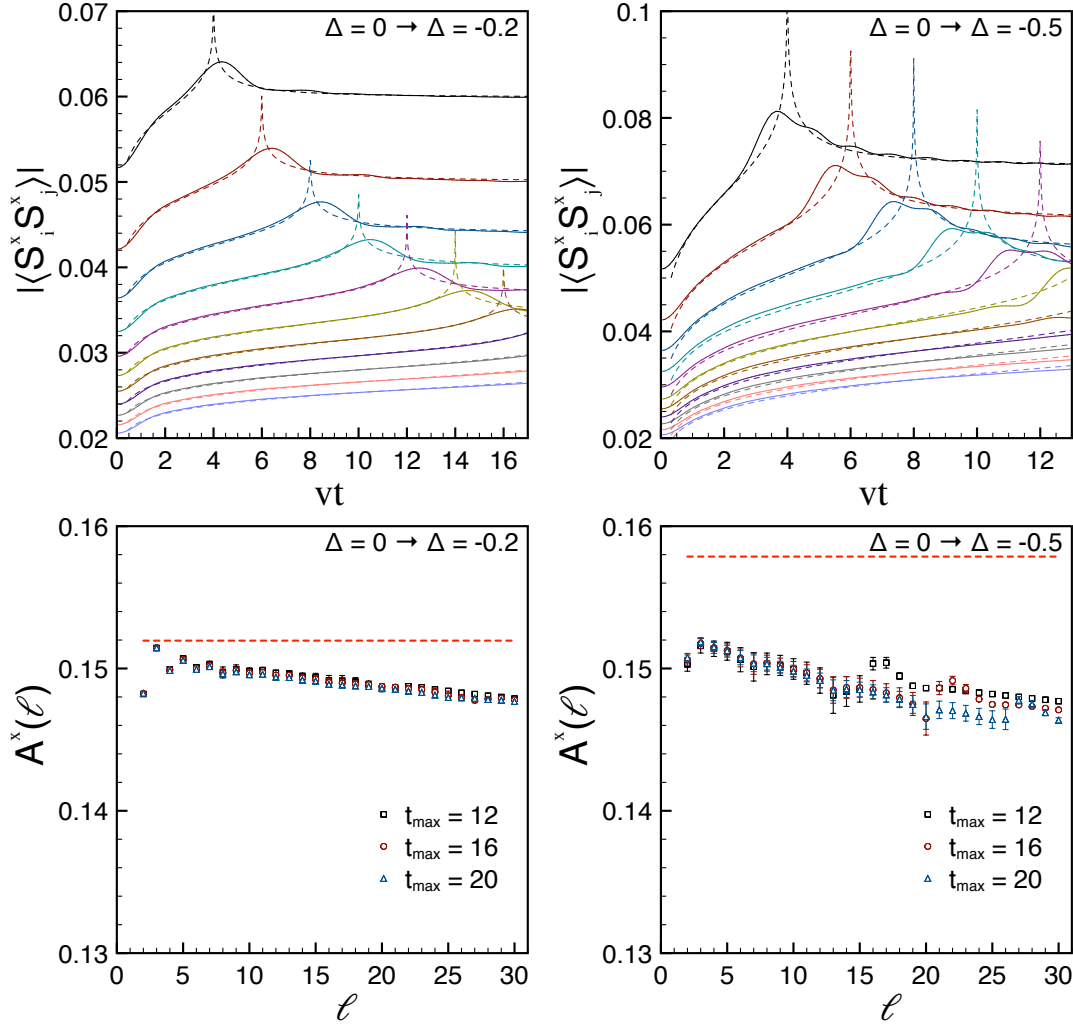 0.07
0.06
0.05
0.04
0.03
0.02
|⟨S^x_i S^x_j⟩|
Δ = 0 → Δ = -0.2
0 2 4 6 8 10 12 14 16
vt
0.1
0.08
0.06
0.04
0.02
|⟨S^x_i S^x_j⟩|
Δ = 0 → Δ = -0.5
0 2 4 6 8 10 12
vt
0.16
0.15
0.14
0.13
A^x(ℓ)
Δ = 0 → Δ = -0.2
t_max = 12
t_max = 16
t_max = 20
0 5 10 15 20 25 30
ℓ
0.16
0.15
0.14
0.13
A^x(ℓ)
Δ = 0 → Δ = -0.5
t_max = 12
t_max = 16
t_max = 20
0 5 10 15 20 25 30
ℓ